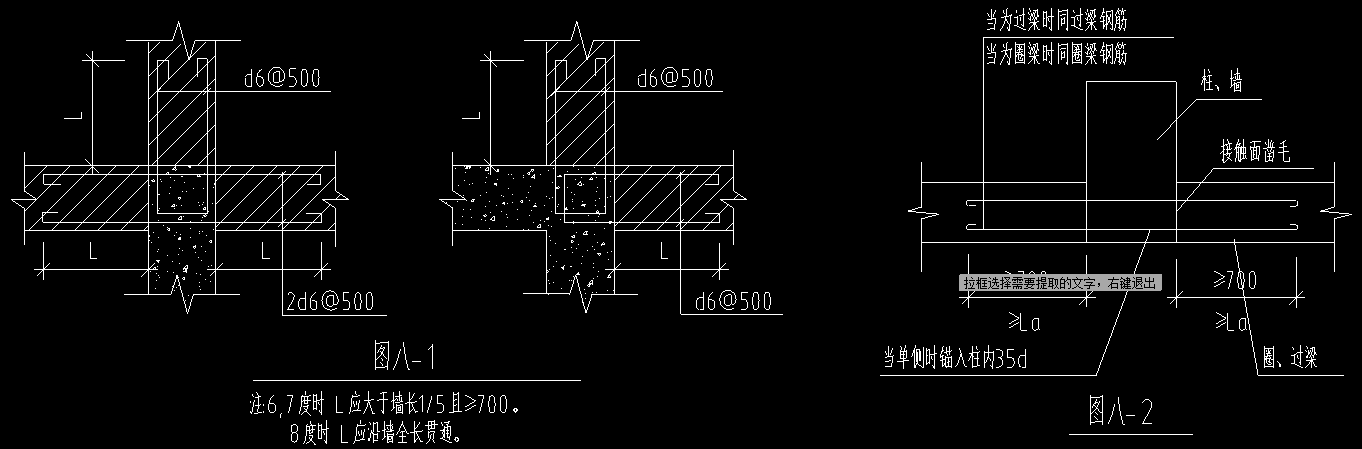 d6@500
L
L
L
2d6@500
d6@500
L
L
d6@500
图八-1
注:6,7度时 L应大于墙长1/5且≥700。
8度时 L应沿墙全长贯通。
当为过梁时同过梁钢筋
当为圈梁时同圈梁钢筋
柱、墙
接触面凿毛
拉框选择需要提取的文字，右键退出
≥700
≥La
≥La
当单侧时锚入柱内35d
圈、过梁
图八-2